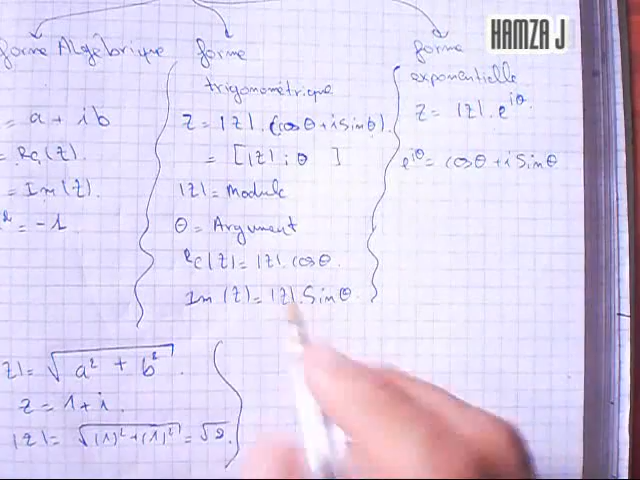 HAMZA J
forme Algébrique
= a + ib
= Re(z)
= Im(z).
= -1
forme
trigonométrique
Z = |Z|.(cosθ+i sinθ).
= [|Z| ; θ ]
|Z| = Module
θ = Argument
Re(Z) = |Z|.cosθ
Im(Z) = |Z|.Sinθ
forme
exponentielle
Z = |Z|.e^iθ
e^iθ = cosθ + i Sinθ
Z| = √a² + b².
Z = 1+i.
|Z| = √(1)²+(1)² = √2.